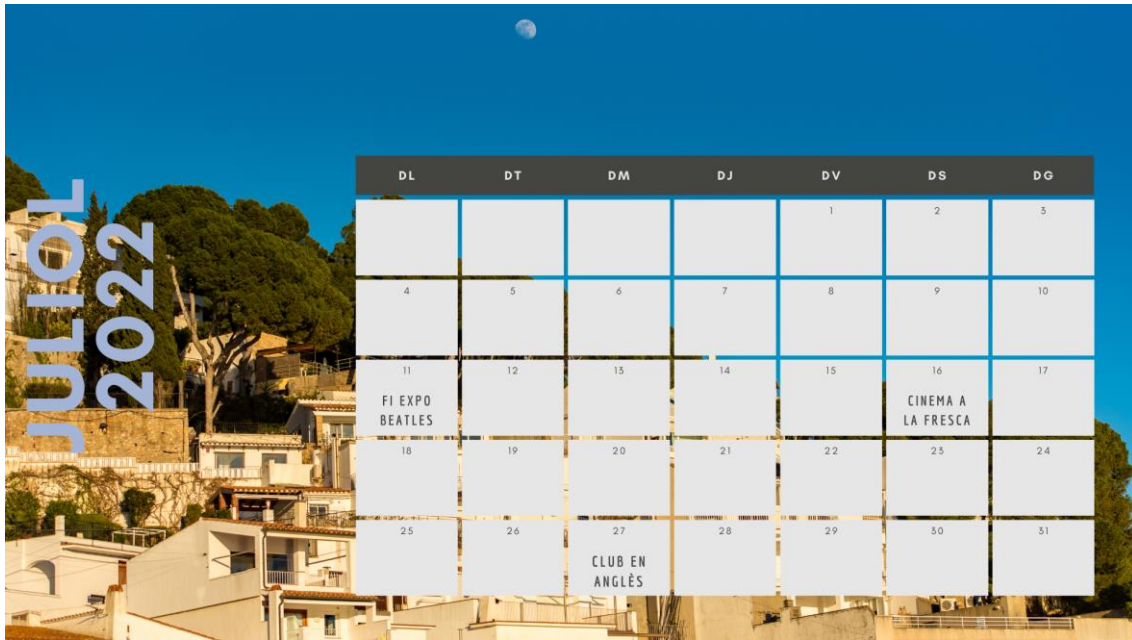 JULIOL
2022
DL DT DM DJ DV DS DG
1 2 3
4 5 6 7 8 9 10
11 12 13 14 15 16 17
FI EXPO
BEATLES
CINEMA A
LA FRESCA
18 19 20 21 22 23 24
25 26 27 28 29 30 31
CLUB EN
ANGLÈS